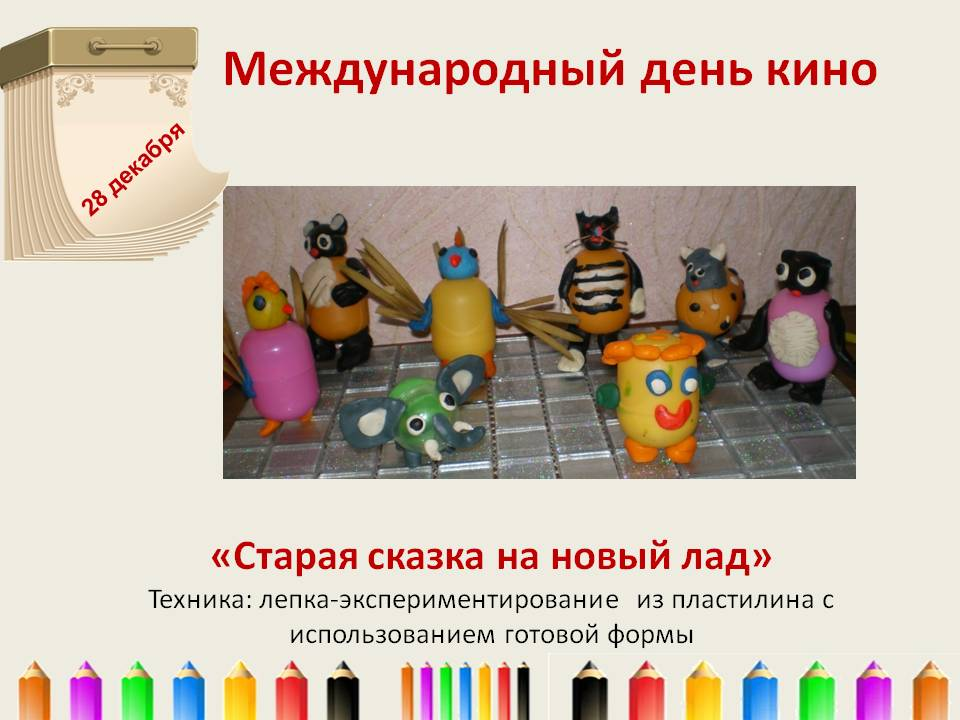 Международный день кино
28 декабря
«Старая сказка на новый лад»
Техника: лепка-экспериментирование из пластилина с
использованием готовой формы